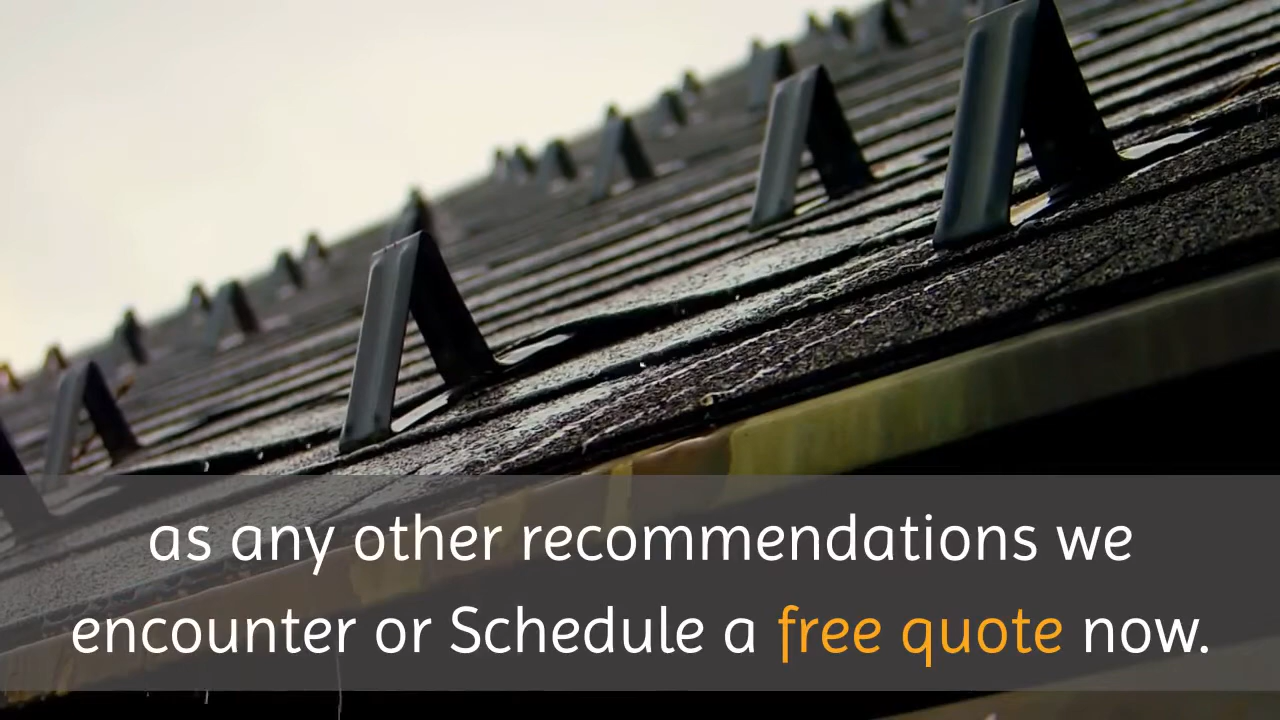 as any other recommendations we
encounter or Schedule a free quote now.